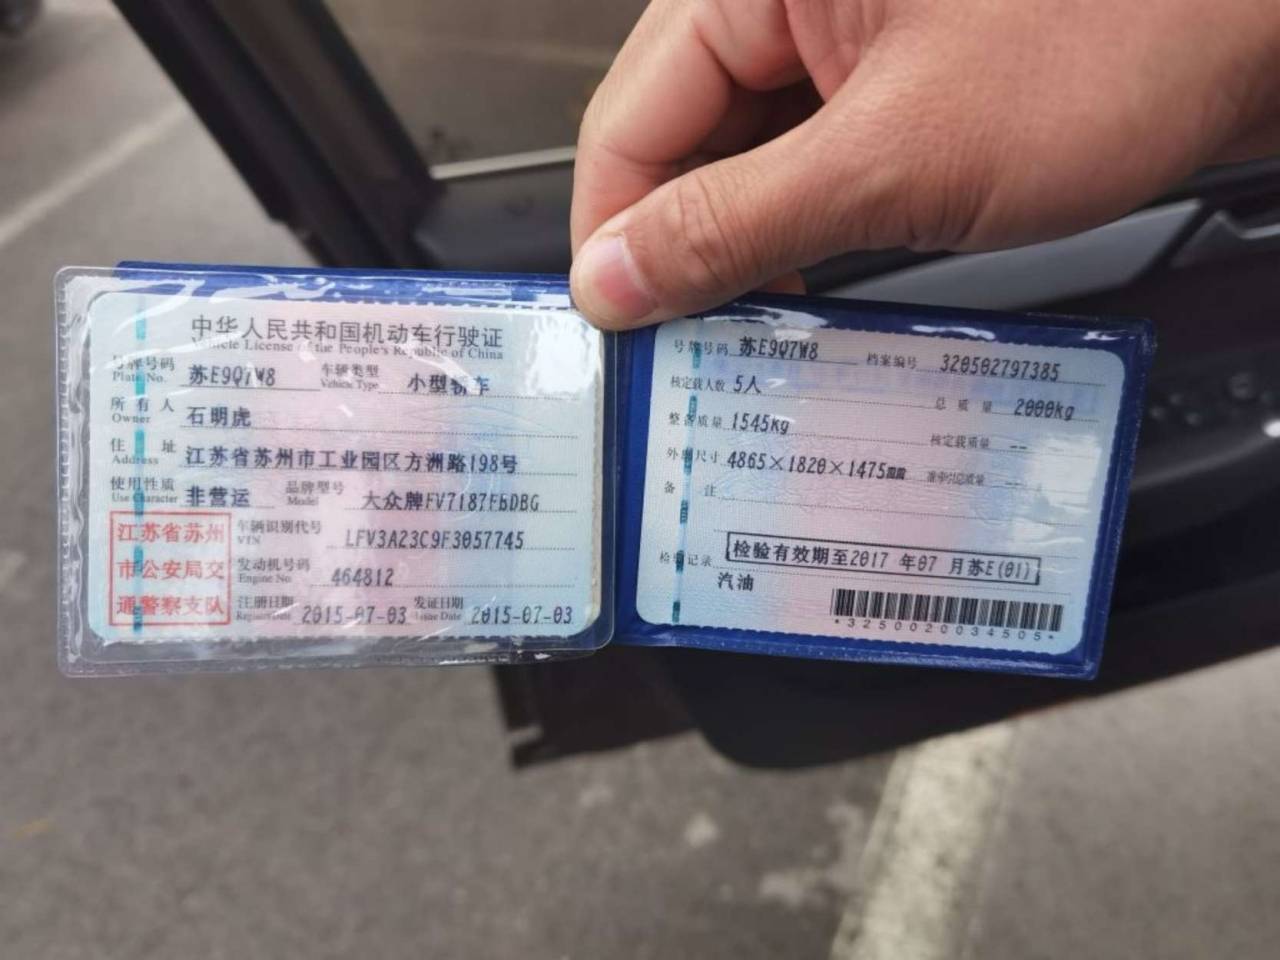 中华人民共和国机动车行驶证
Vehicle License of the People's Republic of China
号牌号码 苏E9Q7W8 车辆类型 小型轿车
Plate No. Vehicle Type
所有人 石明虎
Owner
住址 江苏省苏州市工业园区方洲路198号
Address
使用性质 非营运 品牌型号 大众牌FV7187FBDBG
Use Character Model
江苏省苏州
市公安局交
通警察支队
车辆识别代号 LFV3A23C9F3057745
VIN
发动机号码 464812
Engine No.
注册日期 2015-07-03 发证日期 2015-07-03
Register Date Issue Date
号牌号码 苏E9Q7W8 档案编号 320502797385
核定载人数 5人 总质量 2000kg
整备质量 1545kg 核定载质量 --
外廓尺寸 4865×1820×1475mm 准牵引总质量 --
备注
检验记录 检验有效期至2017 年07 月苏E(01)
汽油
*3250020034505*